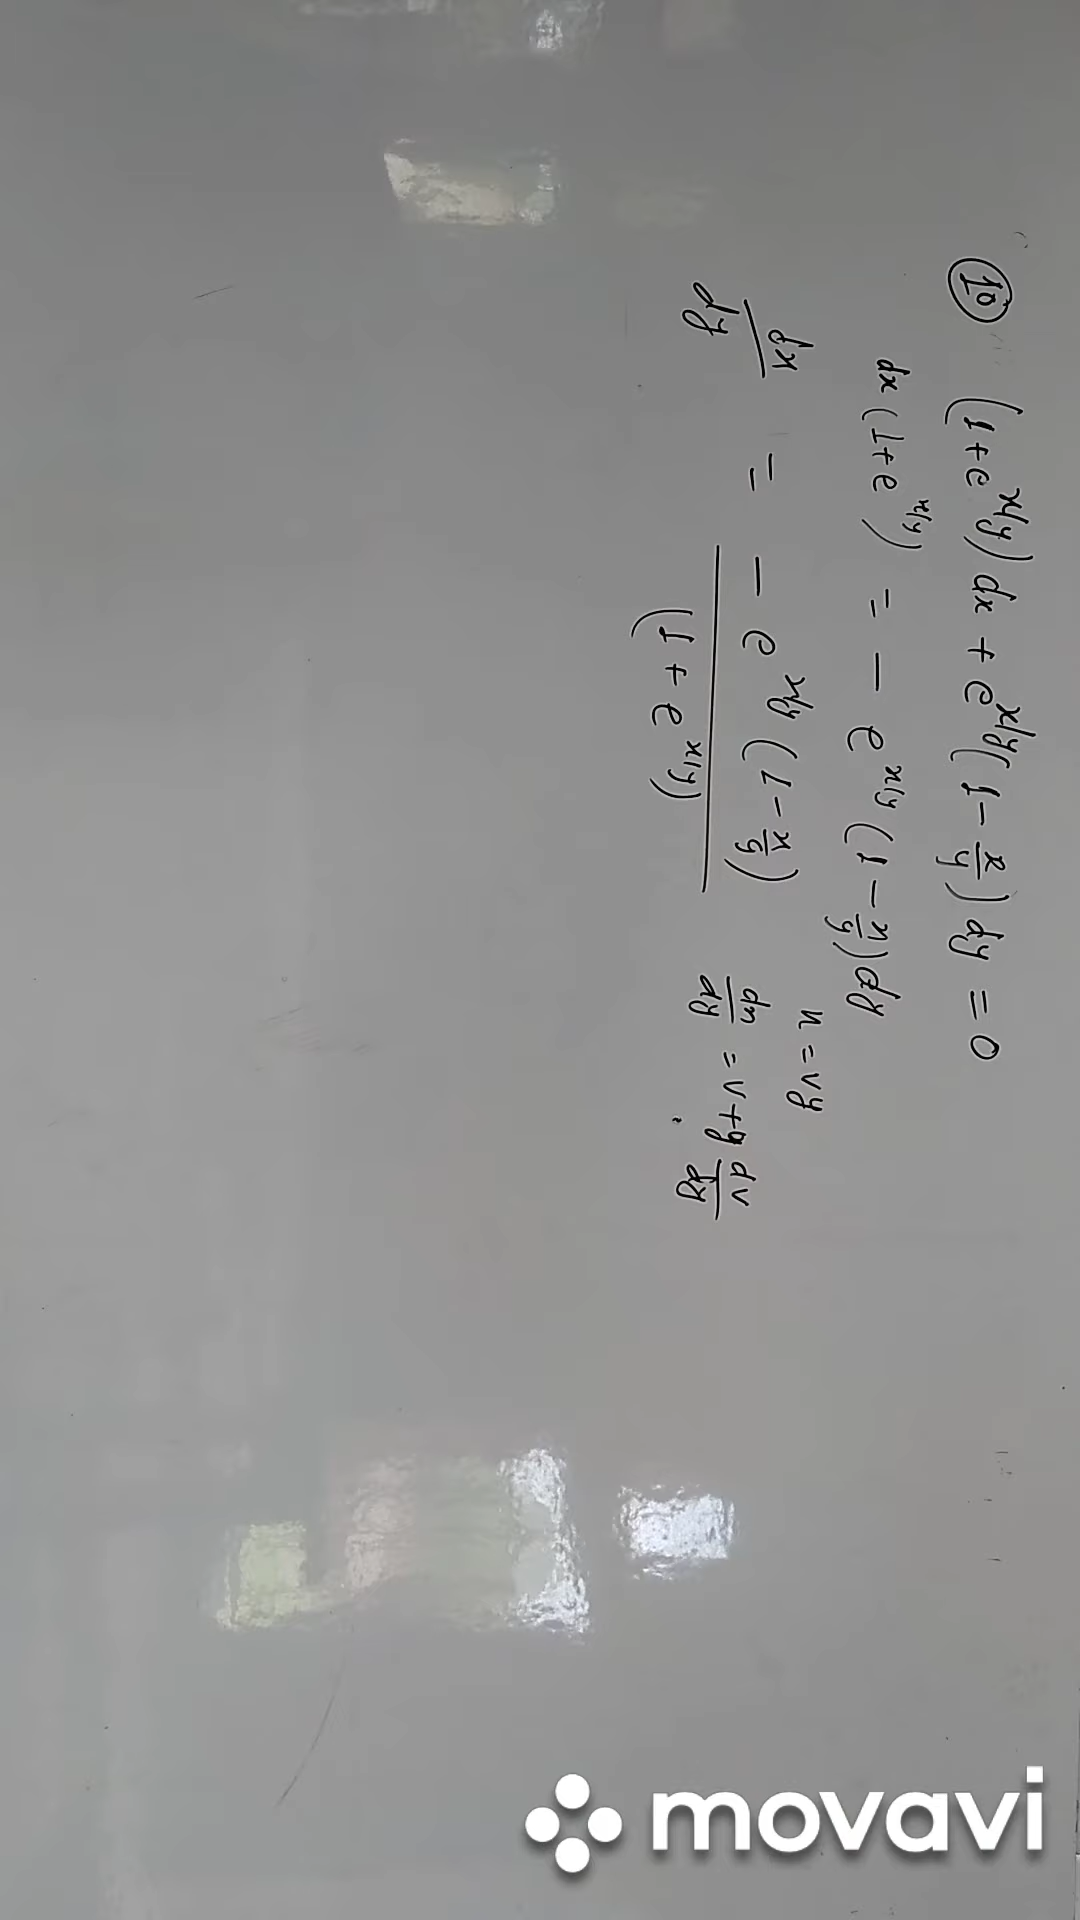 10 (1+e^{x/y}) dx + e^{x/y} (1 - x/y) dy = 0
dx (1+e^{x/y}) = - e^{x/y} (1 - x/y) dy
dx/dy = - e^{x/y} (1 - x/y) / (1 + e^{x/y})
x = vy
dx/dy = v + y dv/dy
movavi